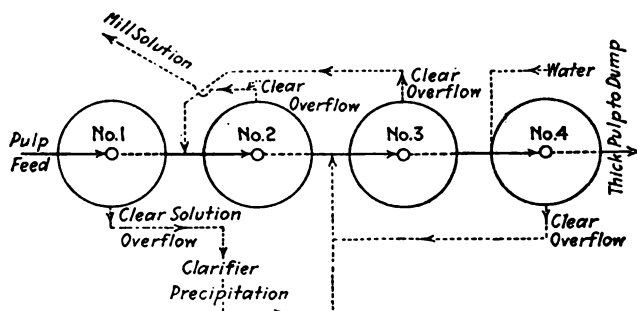 Mill Solution
Clear
Overflow
Clear
Overflow
Water
Thick Pulp to Dump
No.1
No.2
No.3
No.4
Pulp
Feed
Clear Solution
Overflow
Clear
Overflow
Clarifier
Precipitation